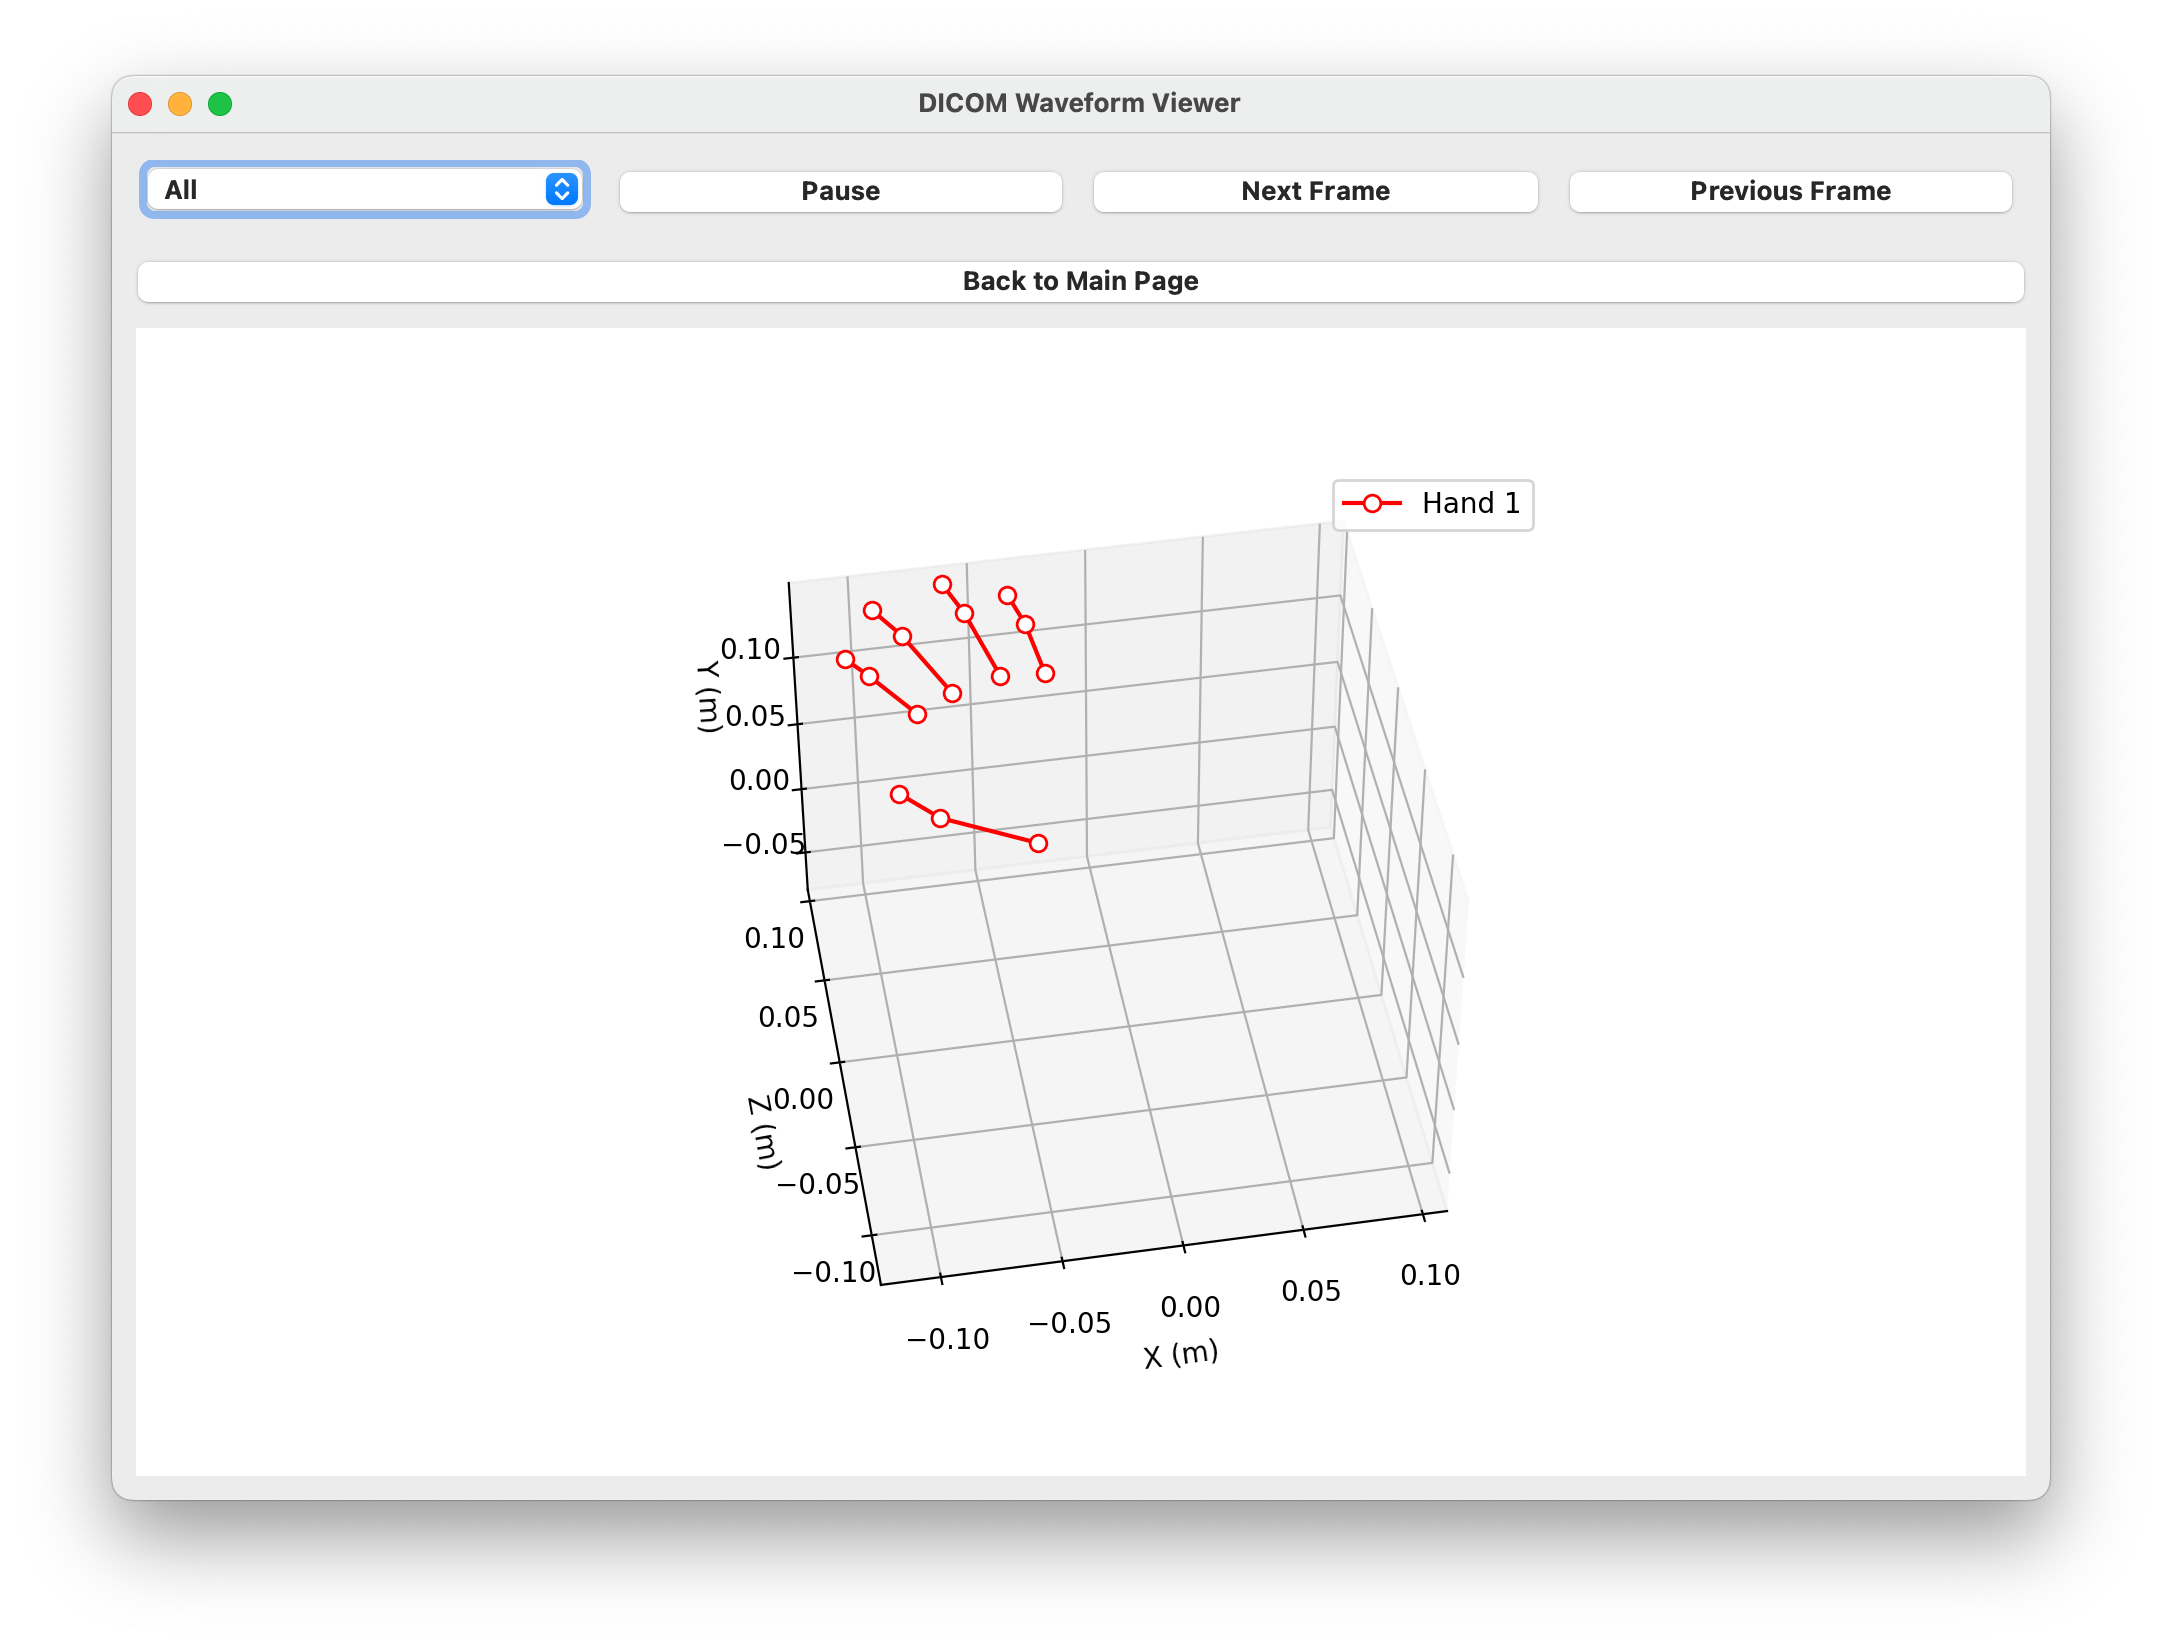 DICOM Waveform Viewer
All
Pause
Next Frame
Previous Frame
Back to Main Page
Hand 1
0.10
Y (m)
0.05
0.00
−0.05
0.10
0.05
0.00
Z (m)
−0.05
−0.10
−0.10
−0.05
0.00
0.05
0.10
X (m)